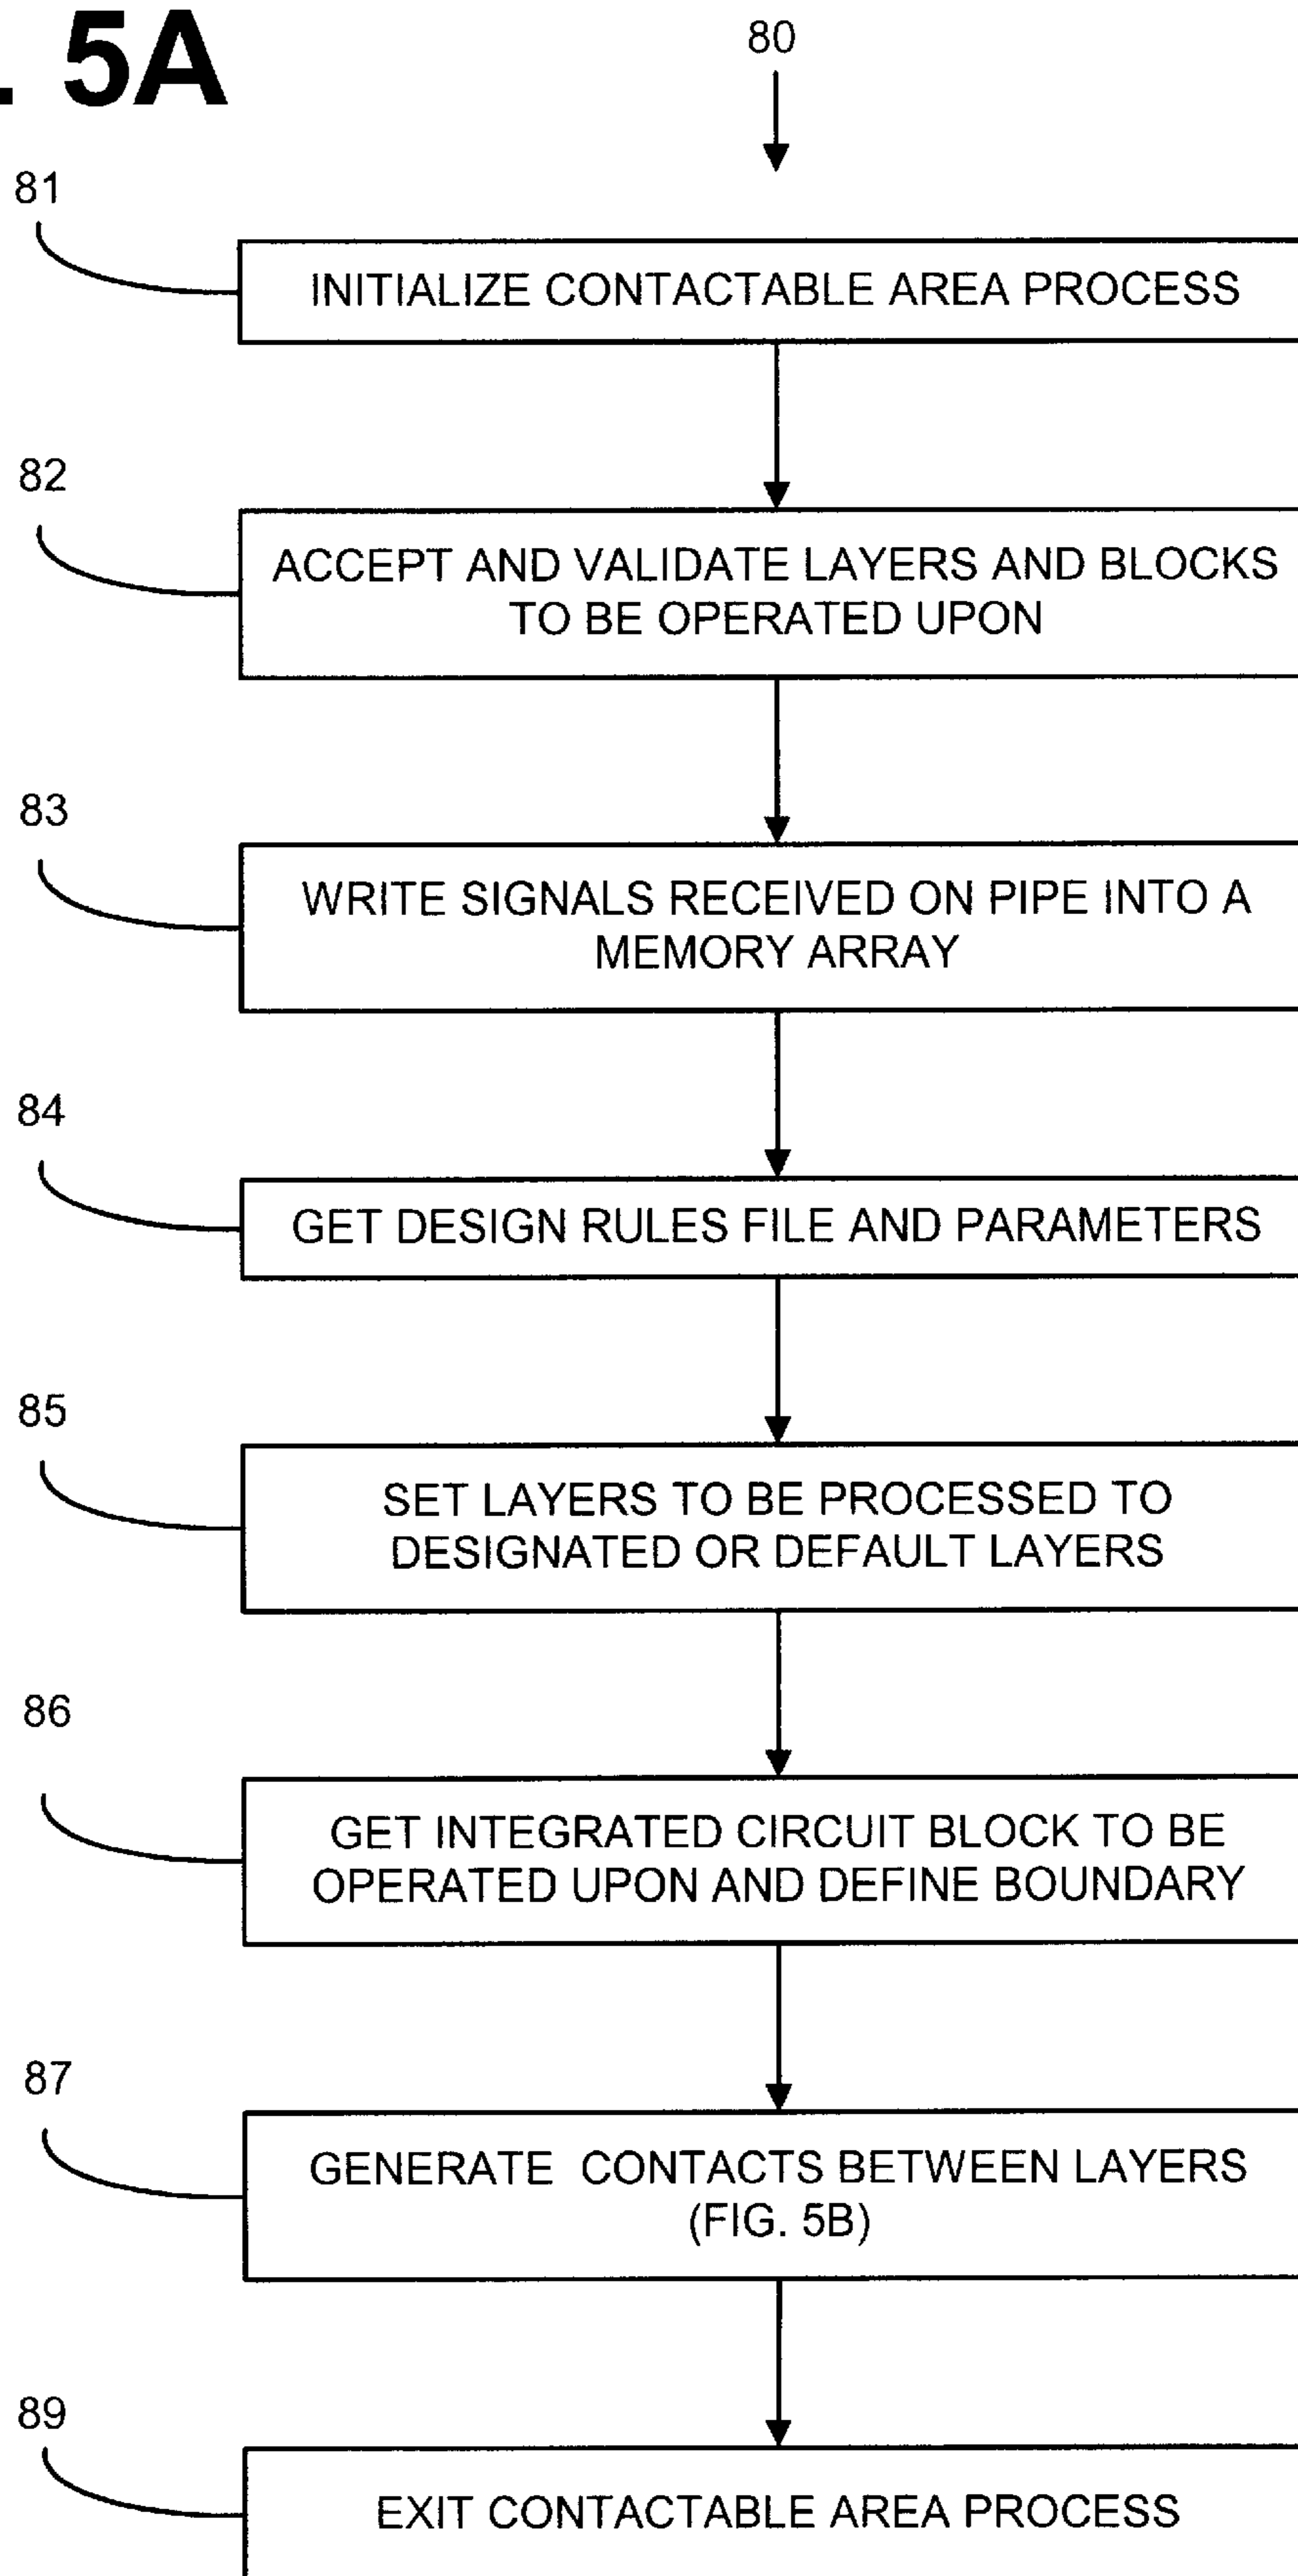 . 5A
80
81
INITIALIZE CONTACTABLE AREA PROCESS
82
ACCEPT AND VALIDATE LAYERS AND BLOCKS
TO BE OPERATED UPON
83
WRITE SIGNALS RECEIVED ON PIPE INTO A
MEMORY ARRAY
84
GET DESIGN RULES FILE AND PARAMETERS
85
SET LAYERS TO BE PROCESSED TO
DESIGNATED OR DEFAULT LAYERS
86
GET INTEGRATED CIRCUIT BLOCK TO BE
OPERATED UPON AND DEFINE BOUNDARY
87
GENERATE CONTACTS BETWEEN LAYERS
(FIG. 5B)
89
EXIT CONTACTABLE AREA PROCESS